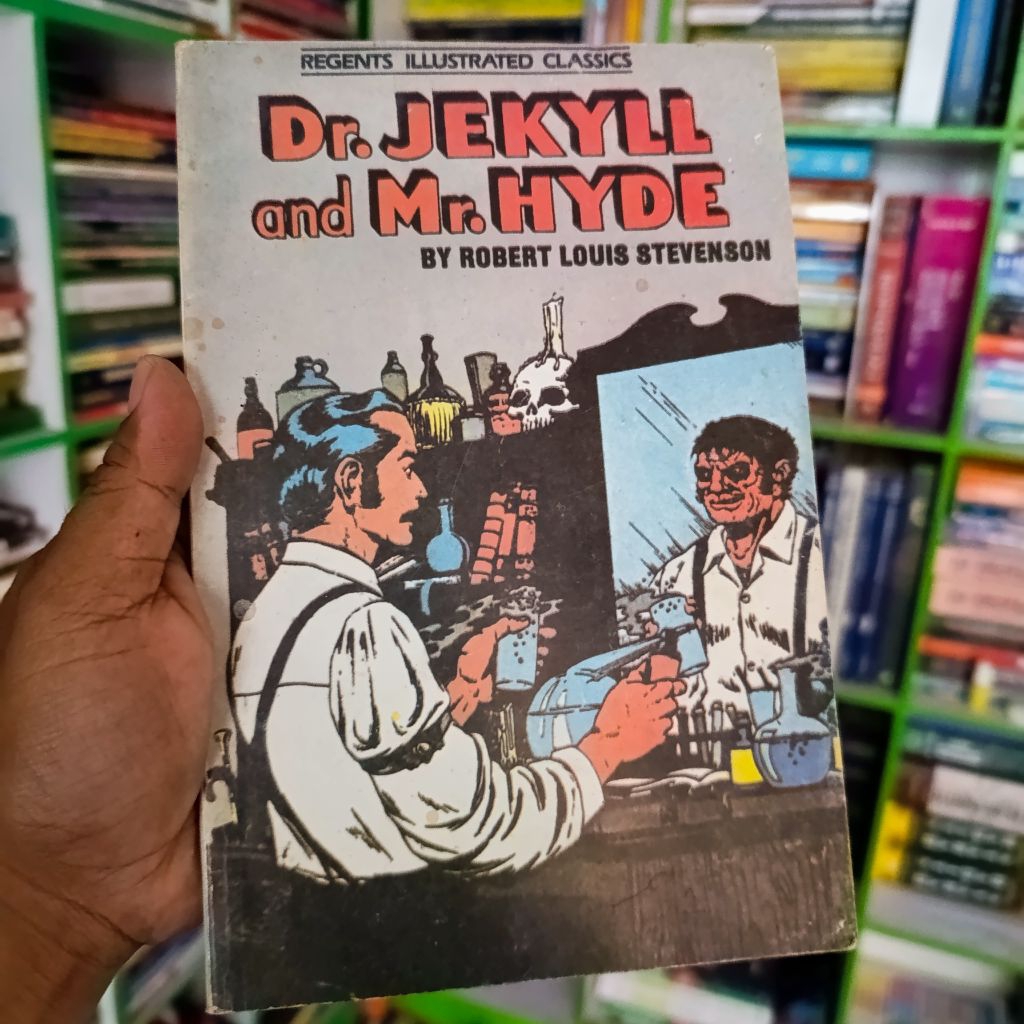 REGENTS ILLUSTRATED CLASSICS
Dr. JEKYLL
and Mr. HYDE
BY ROBERT LOUIS STEVENSON